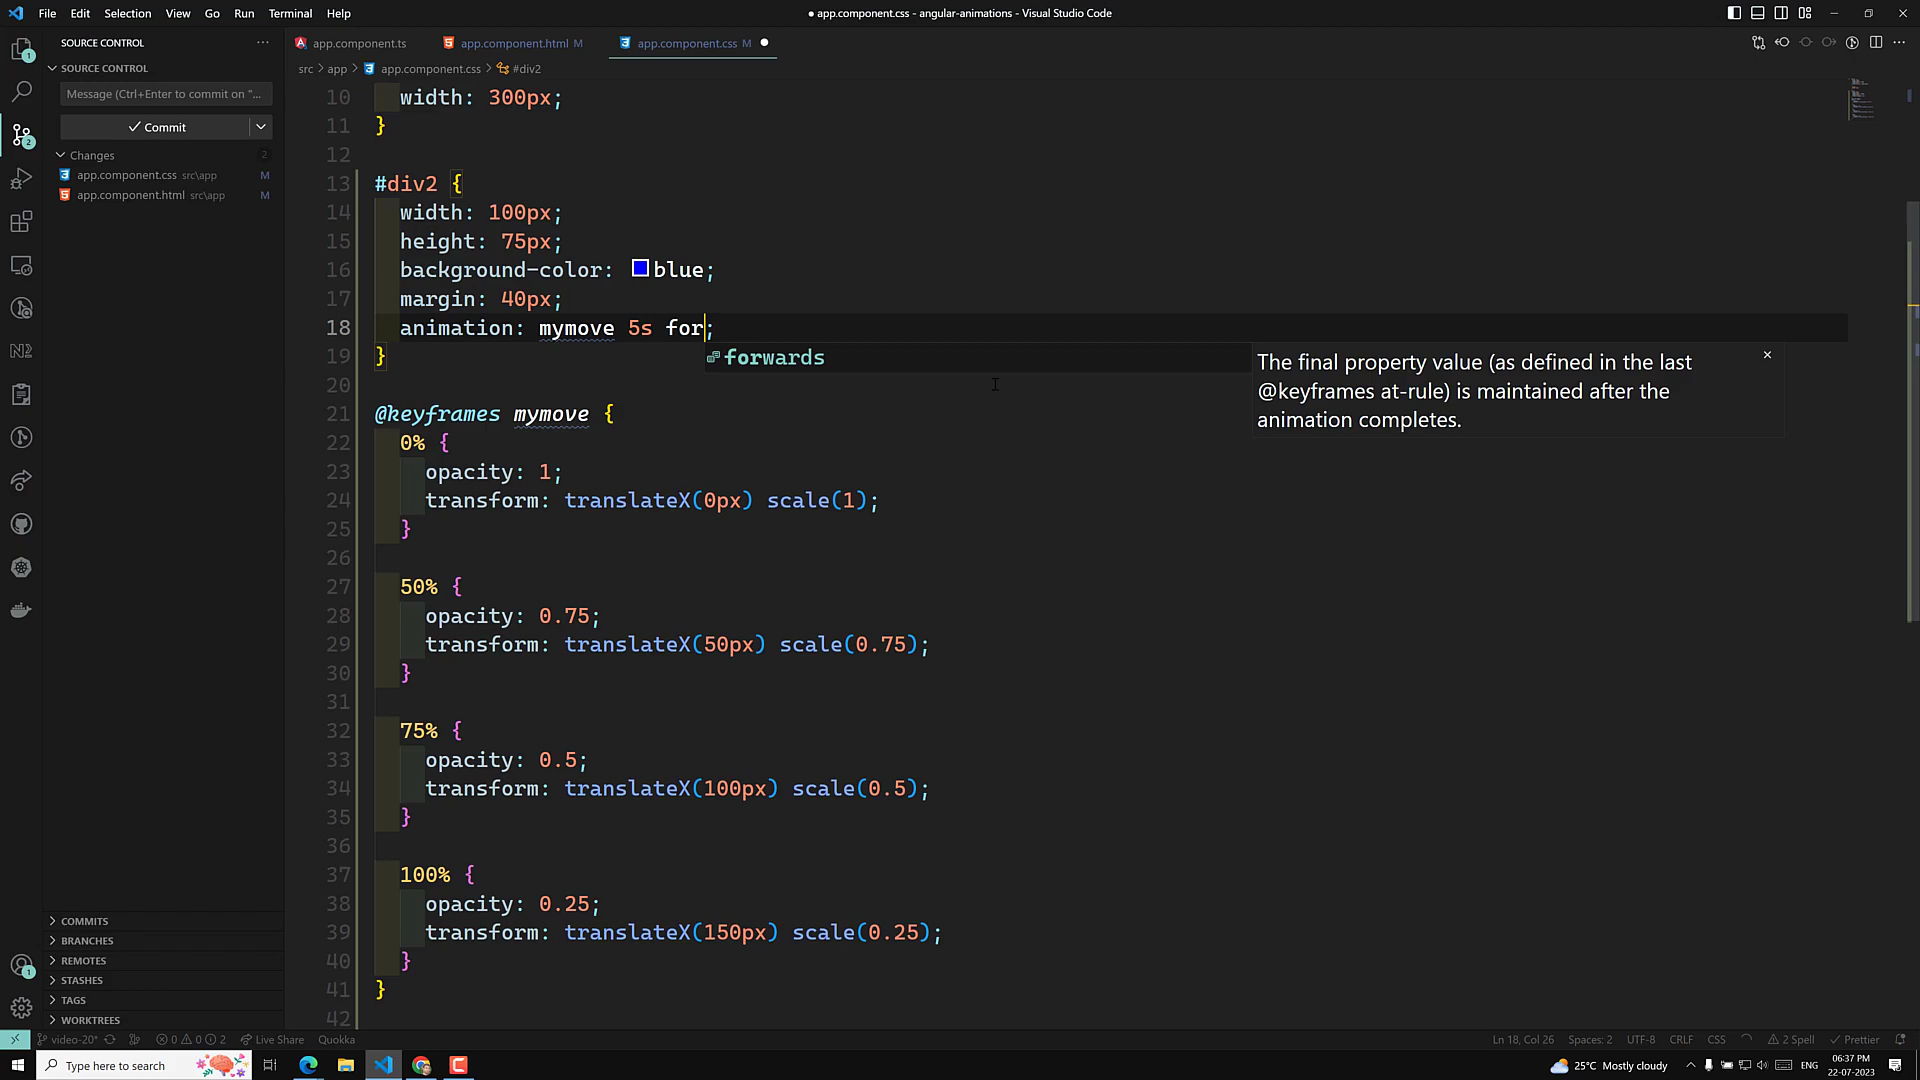 File Edit Selection View Go Run Terminal Help
● app.component.css - angular-animations - Visual Studio Code
SOURCE CONTROL ···
app.component.ts
app.component.html M
app.component.css M ●
SOURCE CONTROL
src > app > app.component.css > #div2
Message (Ctrl+Enter to commit on "...
Commit
Changes 2
app.component.css src\app M
app.component.html src\app M
10 width: 300px;
11 }
12
13 #div2 {
14 width: 100px;
15 height: 75px;
16 background-color: blue;
17 margin: 40px;
18 animation: mymove 5s for;
19 }
forwards
The final property value (as defined in the last
@keyframes at-rule) is maintained after the
animation completes.
20
21 @keyframes mymove {
22 0% {
23 opacity: 1;
24 transform: translateX(0px) scale(1);
25 }
26
27 50% {
28 opacity: 0.75;
29 transform: translateX(50px) scale(0.75);
30 }
31
32 75% {
33 opacity: 0.5;
34 transform: translateX(100px) scale(0.5);
35 }
36
37 100% {
38 opacity: 0.25;
39 transform: translateX(150px) scale(0.25);
40 }
41 }
42
COMMITS
BRANCHES
REMOTES
STASHES
TAGS
WORKTREES
video-20* 0 0 2 Live Share Quokka
Ln 18, Col 26 Spaces: 2 UTF-8 CRLF CSS 2 Spell Prettier
Type here to search
25°C Mostly cloudy
ENG
06:37 PM
22-07-2023